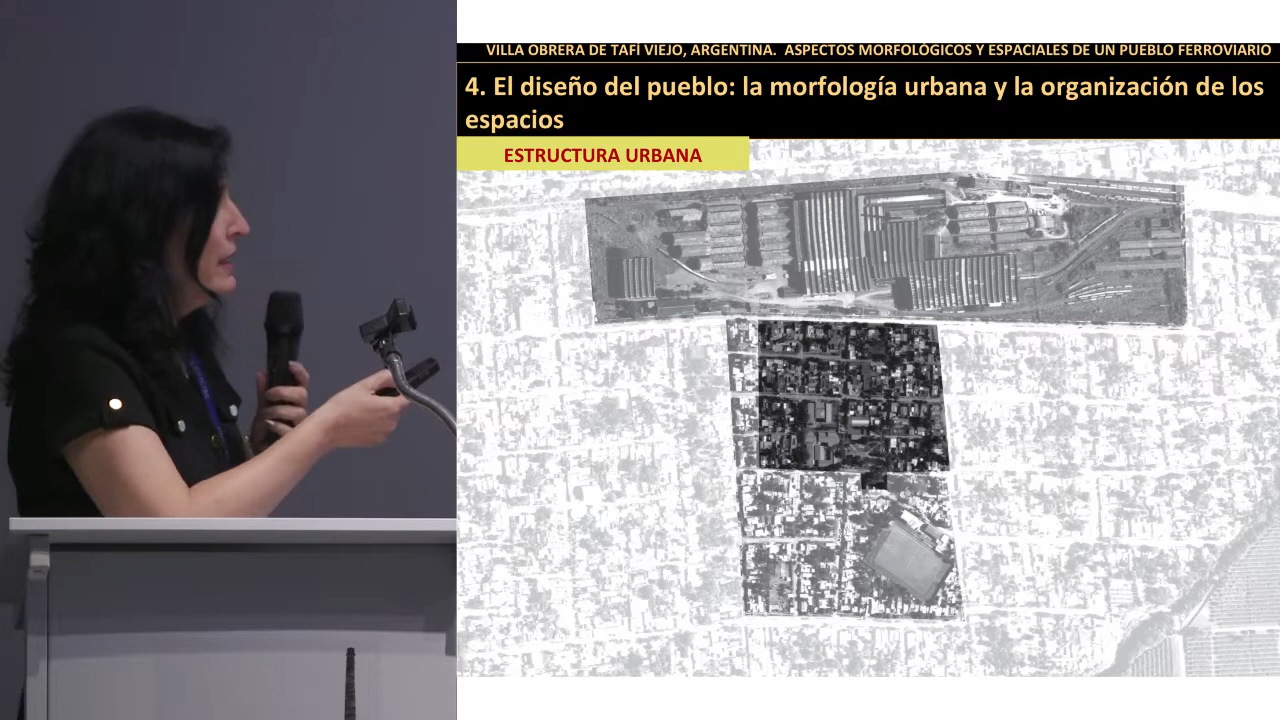 VILLA OBRERA DE TAFÍ VIEJO, ARGENTINA. ASPECTOS MORFOLÓGICOS Y ESPACIALES DE UN PUEBLO FERROVIARIO
4. El diseño del pueblo: la morfología urbana y la organización de los
espacios
ESTRUCTURA URBANA